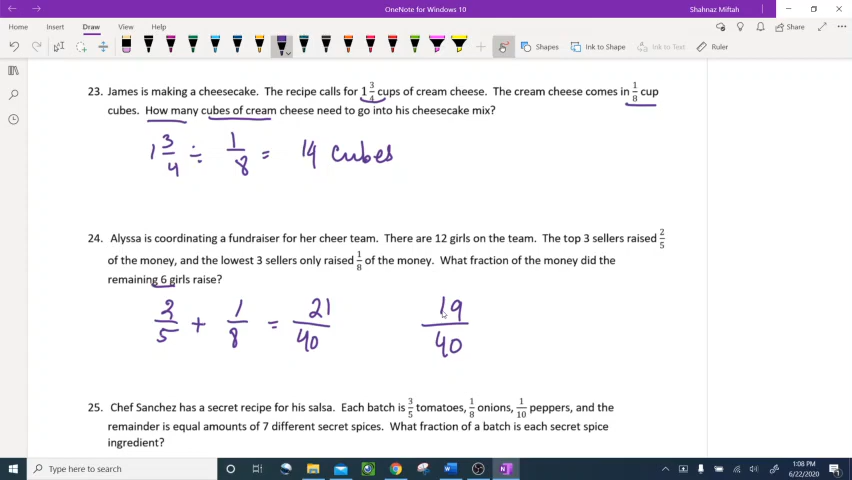 OneNote for Windows 10
Shahnaz Miftah
Home Insert Draw View Help
Share
Shapes Ink to Shape Ink to Text Ruler
23. James is making a cheesecake. The recipe calls for 1 3/4 cups of cream cheese. The cream cheese comes in 1/8 cup
cubes. How many cubes of cream cheese need to go into his cheesecake mix?
1 3/4 ÷ 1/8 = 14 cubes
24. Alyssa is coordinating a fundraiser for her cheer team. There are 12 girls on the team. The top 3 sellers raised 2/5
of the money, and the lowest 3 sellers only raised 1/8 of the money. What fraction of the money did the
remaining 6 girls raise?
2/5 + 1/8 = 21/40 19/40
25. Chef Sanchez has a secret recipe for his salsa. Each batch is 3/5 tomatoes, 1/8 onions, 1/10 peppers, and the
remainder is equal amounts of 7 different secret spices. What fraction of a batch is each secret spice
ingredient?
Type here to search
1:08 PM
6/22/2020